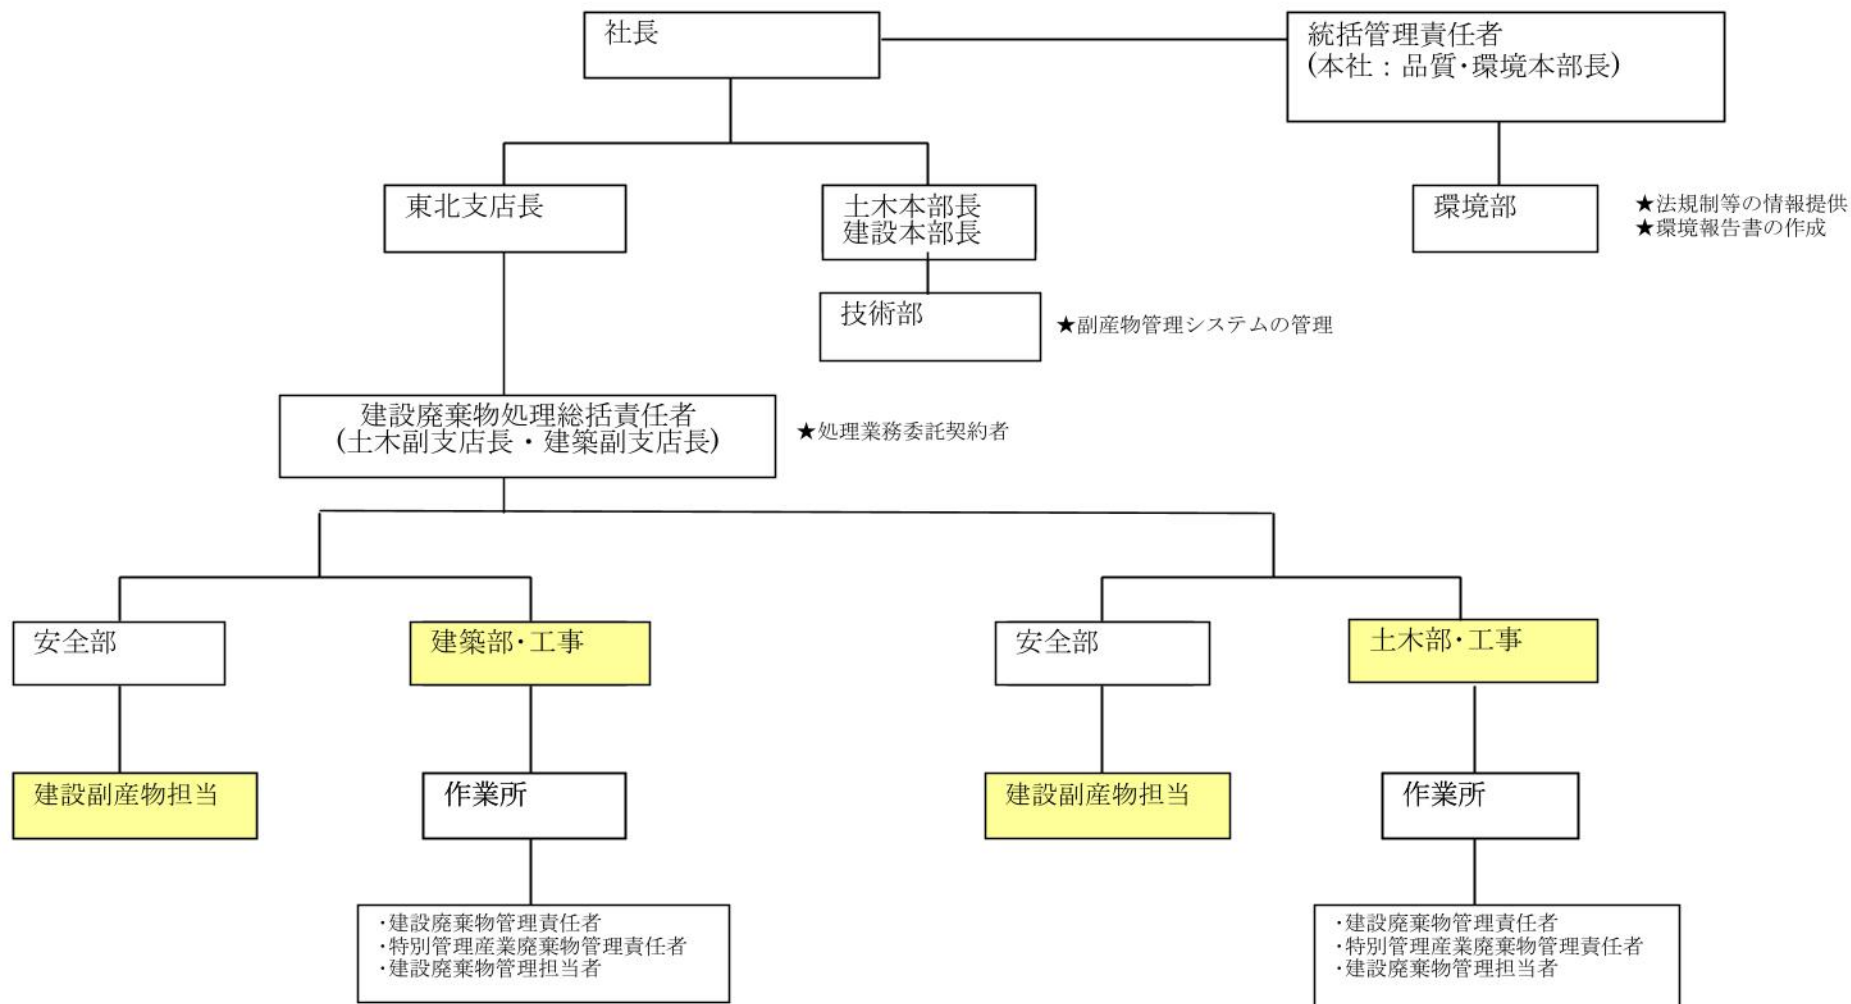 社長
統括管理責任者
(本社：品質･環境本部長)
東北支店長
土木本部長
建設本部長
環境部
★法規制等の情報提供
★環境報告書の作成
技術部
★副産物管理システムの管理
建設廃棄物処理総括責任者
(土木副支店長・建築副支店長)
★処理業務委託契約者
安全部
建築部･工事
安全部
土木部･工事
建設副産物担当
作業所
建設副産物担当
作業所
･建設廃棄物管理責任者
･特別管理産業廃棄物管理責任者
･建設廃棄物管理担当者
･建設廃棄物管理責任者
･特別管理産業廃棄物管理責任者
･建設廃棄物管理担当者